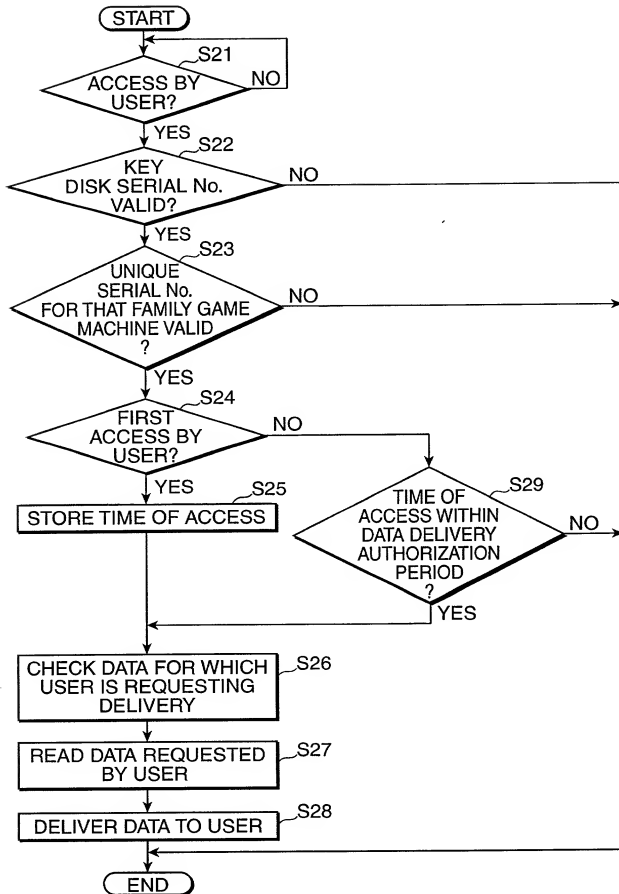 START
S21
ACCESS BY
USER?
NO
YES
S22
KEY
DISK SERIAL No.
VALID?
NO
YES
S23
UNIQUE
SERIAL No.
FOR THAT FAMILY GAME
MACHINE VALID
?
NO
YES
S24
FIRST
ACCESS BY
USER?
NO
YES
S25
STORE TIME OF ACCESS
S29
TIME OF
ACCESS WITHIN
DATA DELIVERY
AUTHORIZATION
PERIOD
?
NO
YES
CHECK DATA FOR WHICH
USER IS REQUESTING
DELIVERY
S26
READ DATA REQUESTED
BY USER
S27
DELIVER DATA TO USER
S28
END